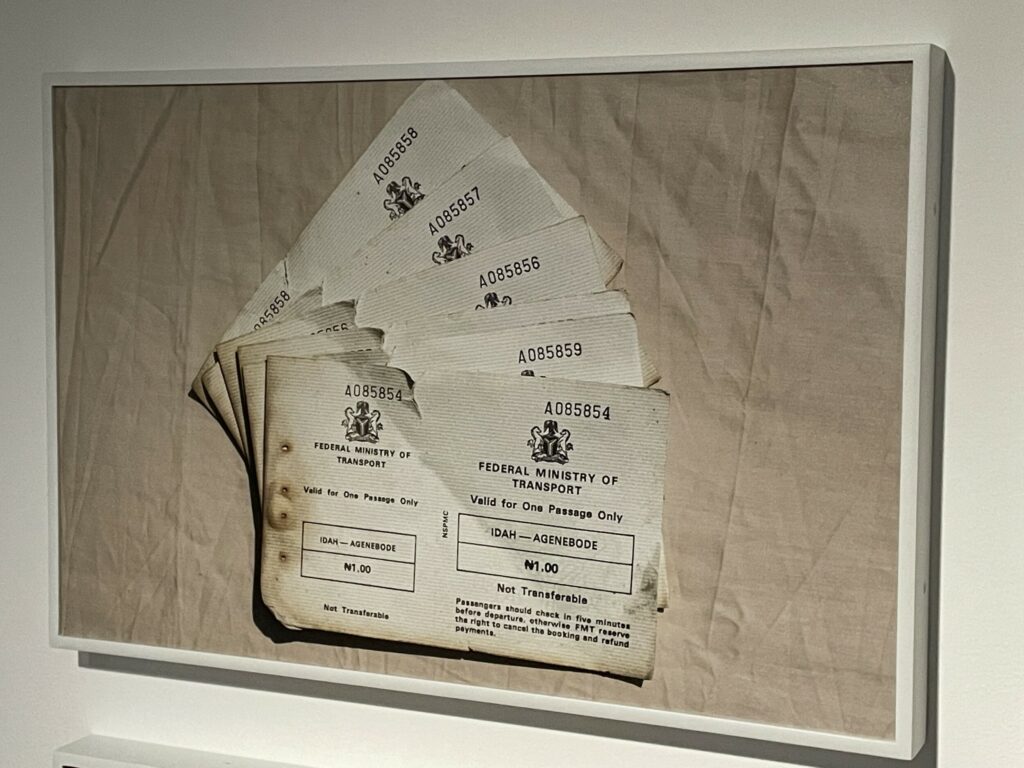 A085858
A085857
A085856
A085859
A085858
A085854
FEDERAL MINISTRY OF
TRANSPORT
Valid for One Passage Only
IDAH — AGENEBODE
₦1.00
Not Transferable
NSPMC
A085854
FEDERAL MINISTRY OF
TRANSPORT
Valid for One Passage Only
IDAH — AGENEBODE
₦1.00
Not Transferable
Passengers should check in five minutes
before departure, otherwise FMT reserve
the right to cancel the booking and refund
payments.